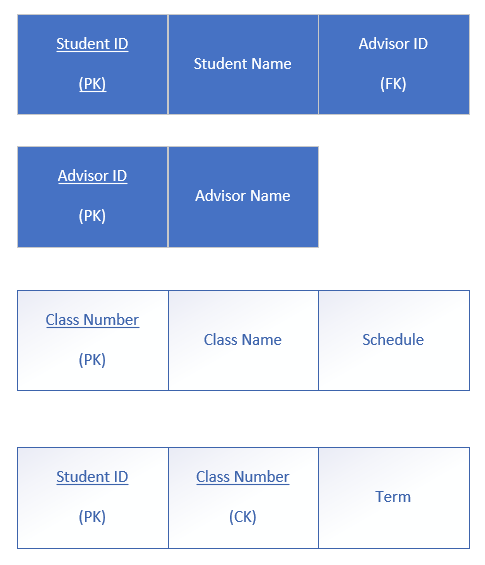 Student ID
(PK)
Student Name
Advisor ID
(FK)
Advisor ID
(PK)
Advisor Name
Class Number
(PK)
Class Name
Schedule
Student ID
(PK)
Class Number
(CK)
Term